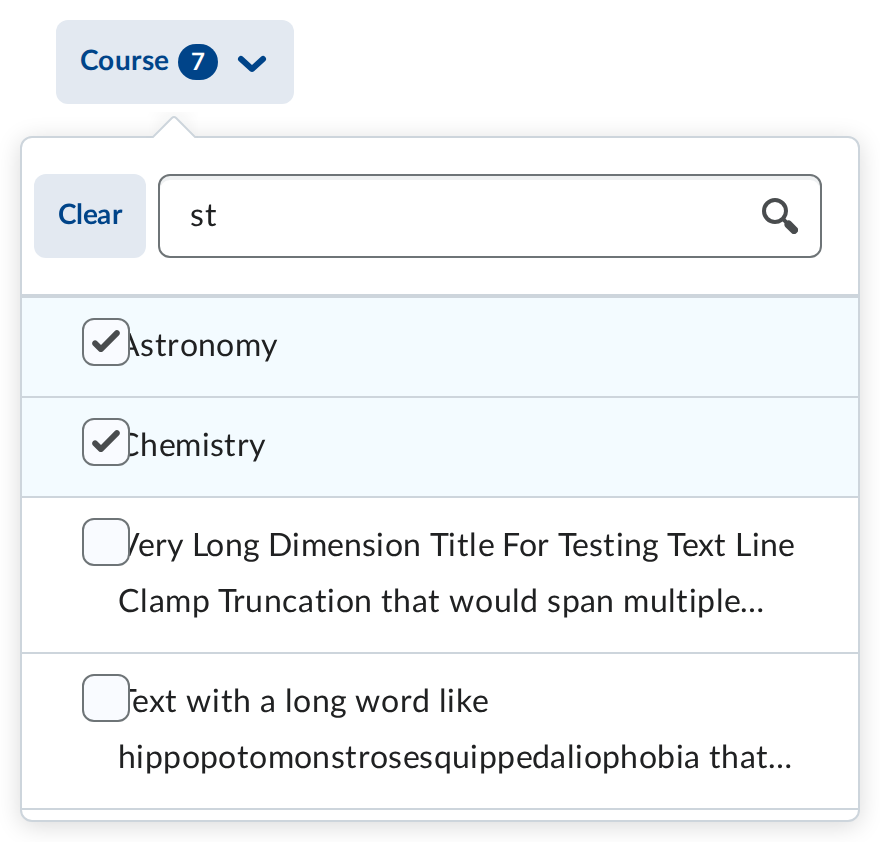 Course 7
Clear
st
Astronomy
Chemistry
Very Long Dimension Title For Testing Text Line
Clamp Truncation that would span multiple...
Text with a long word like
hippopotomonstrosesquippedaliophobia that...